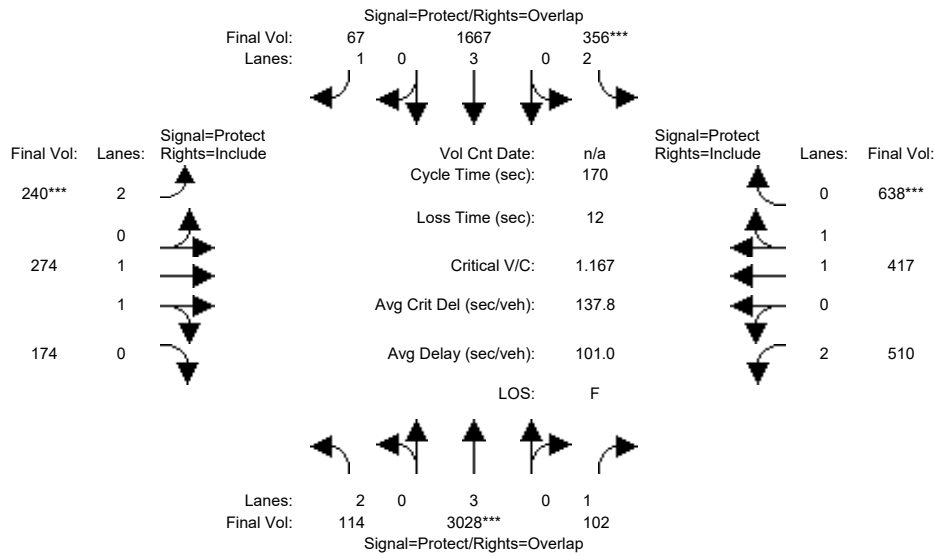 Signal=Protect/Rights=Overlap
Final Vol: 67 1667 356***
Lanes: 1 0 3 0 2
Signal=Protect
Final Vol: Lanes: Rights=Include
Vol Cnt Date: n/a
Signal=Protect
Rights=Include Lanes: Final Vol:
Cycle Time (sec): 170
240*** 2
0 638***
Loss Time (sec): 12
0
1
274 1
Critical V/C: 1.167
1 417
1
Avg Crit Del (sec/veh): 137.8
0
174 0
Avg Delay (sec/veh): 101.0
2 510
LOS: F
Lanes: 2 0 3 0 1
Final Vol: 114 3028*** 102
Signal=Protect/Rights=Overlap